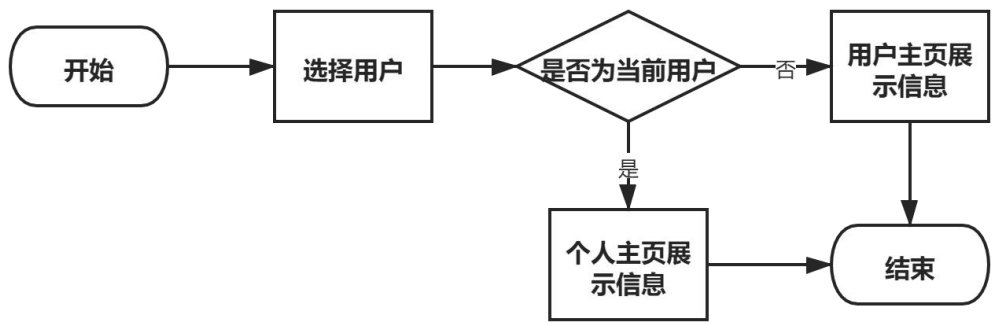 开始
选择用户
是否为当前用户
否
用户主页展
示信息
是
个人主页展
示信息
结束